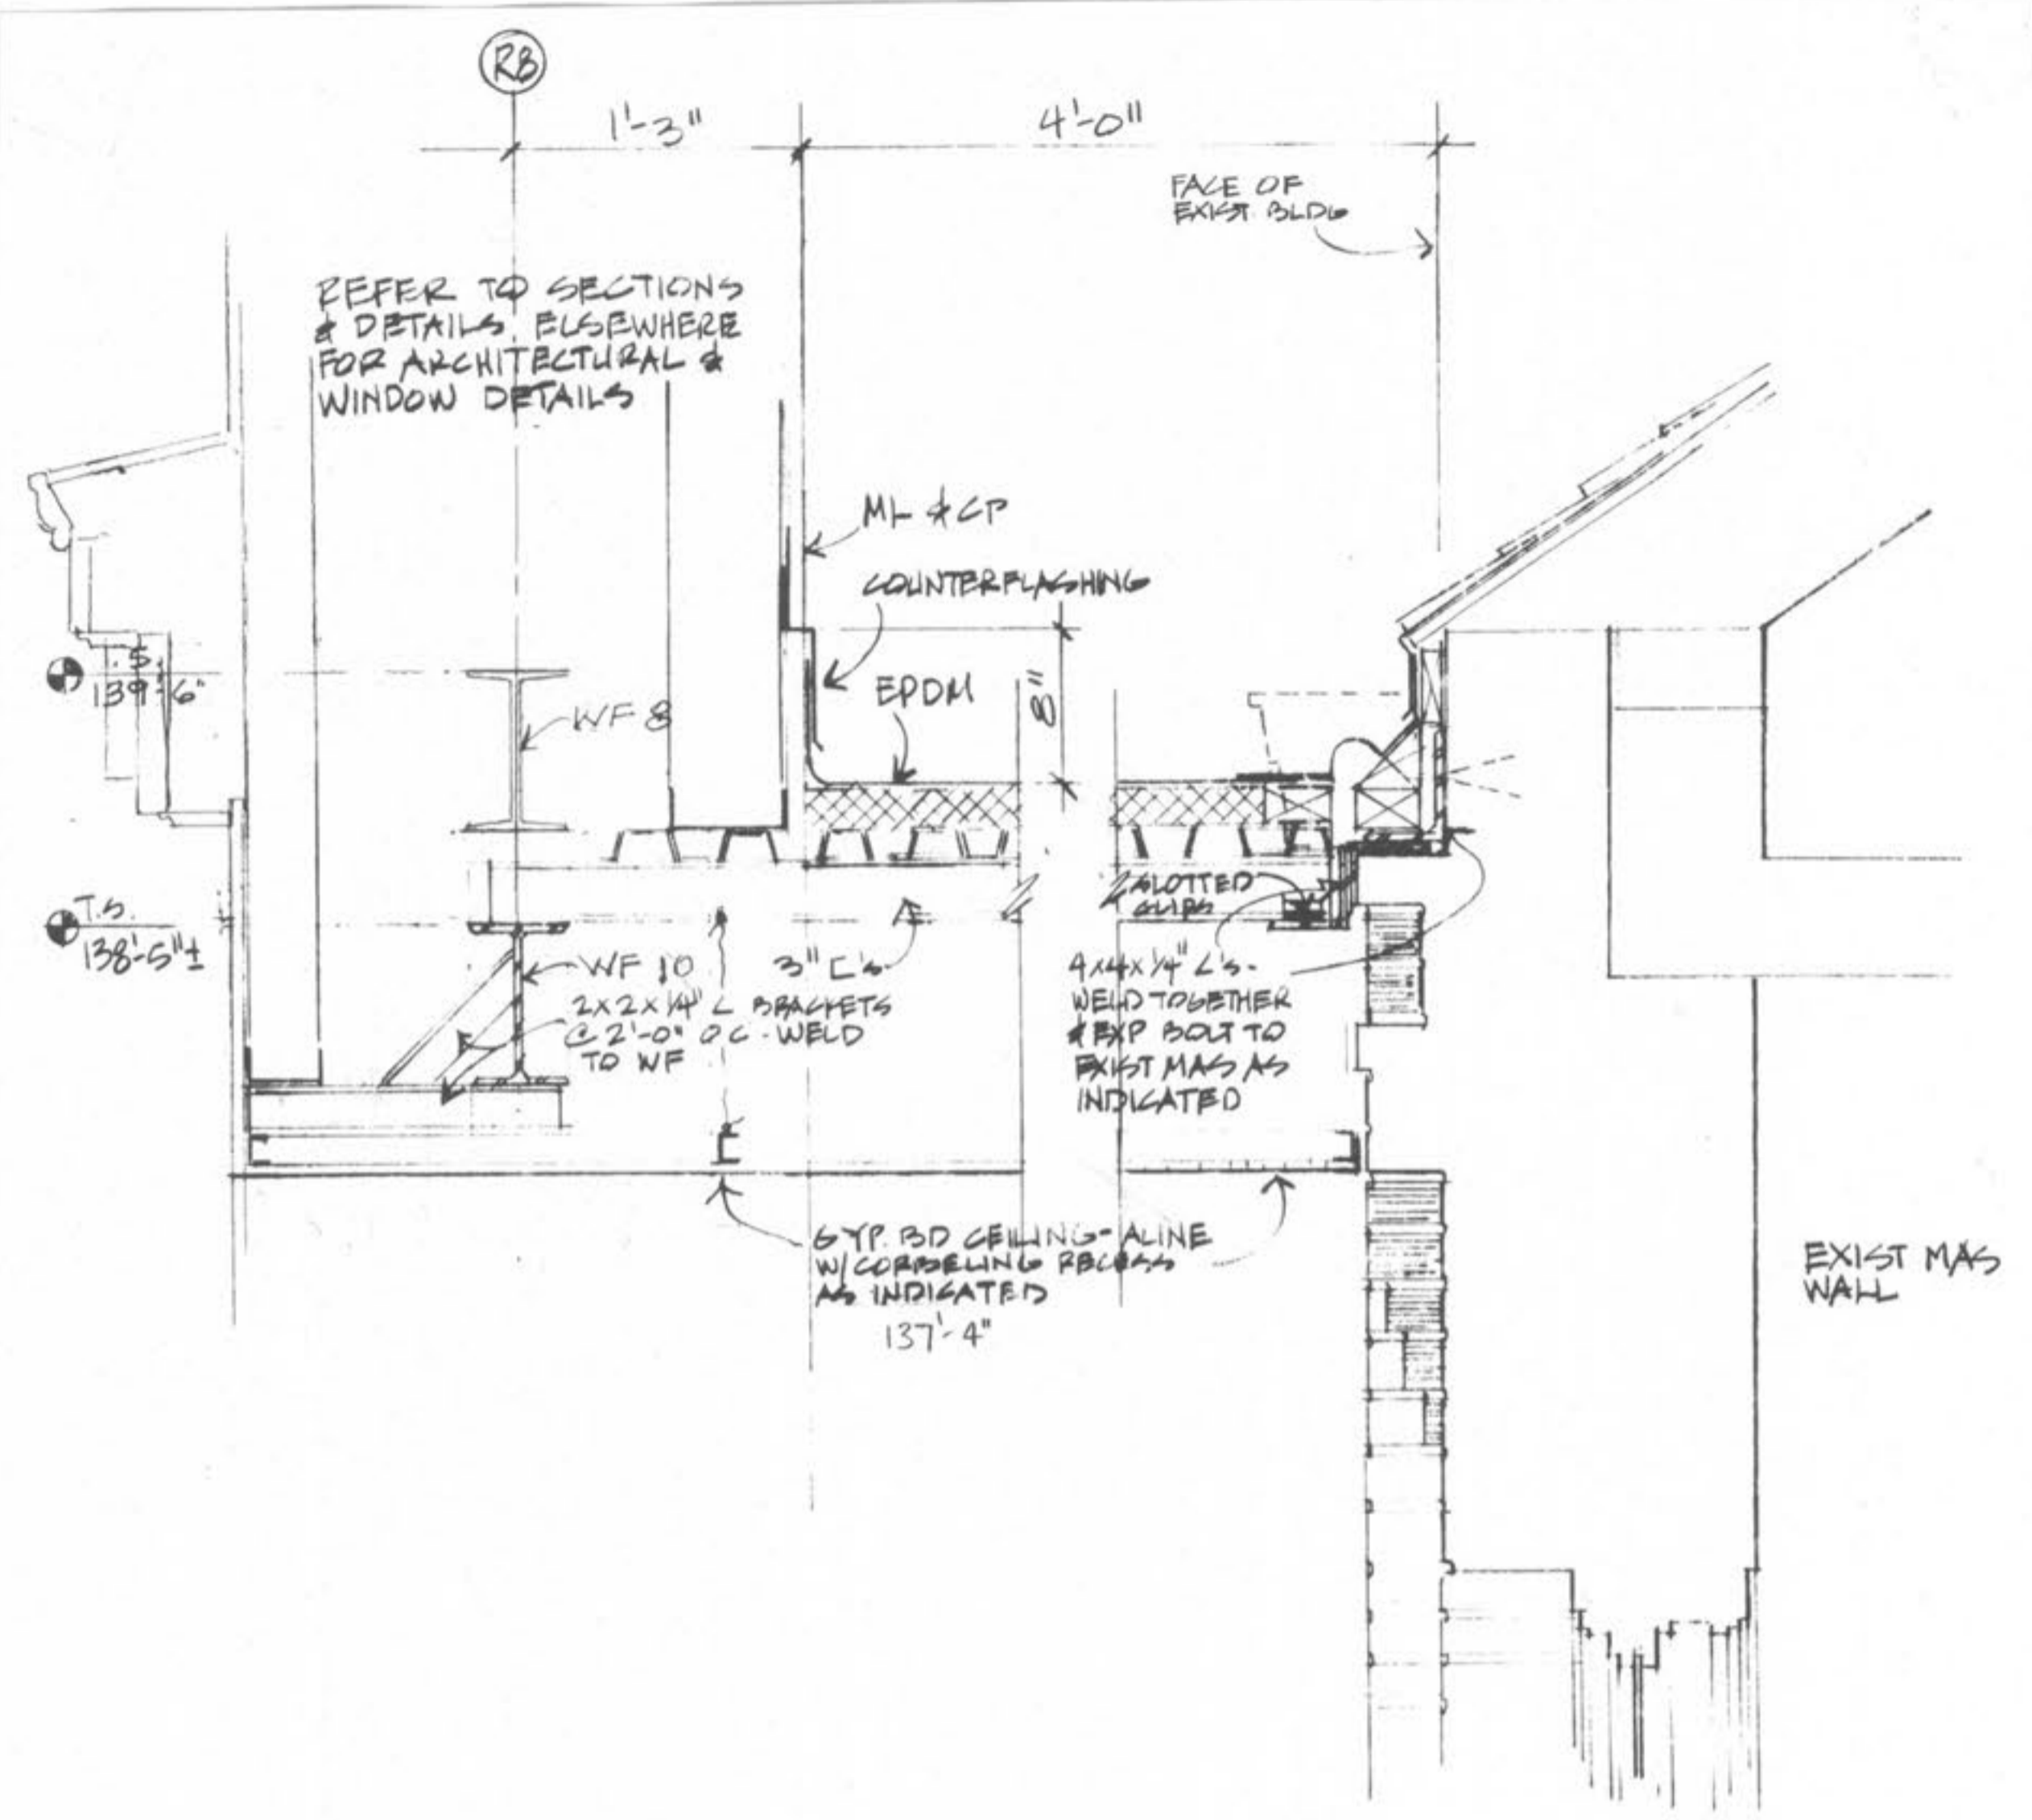 R8
1'-3"
4'-0"
FACE OF
EXIST. BLDG
REFER TO SECTIONS
& DETAILS ELSEWHERE
FOR ARCHITECTURAL &
WINDOW DETAILS
ML & CP
COUNTERFLASHING
EPDM
8"
.S.
139'-6"
WF 8
T.S.
138'-5"±
SLOTTED
CLIPS
WF 10
3" C's
2x2x1/4" L BRACKETS
@ 2'-0" OC - WELD
TO WF
4x4x1/4" L's -
WELD TOGETHER
& EXP BOLT TO
EXIST MAS AS
INDICATED
GYP. BD CEILING - ALINE
W/ CORBELING RECESS
AS INDICATED
137'-4"
EXIST MAS
WALL